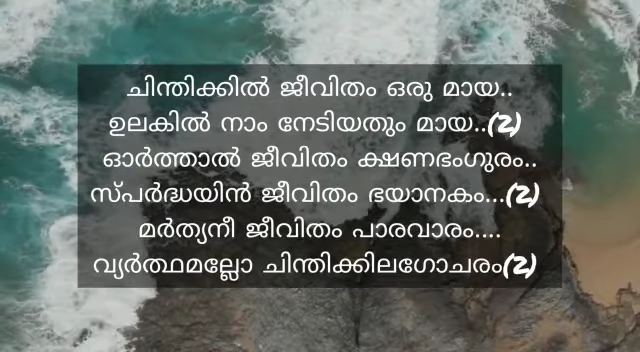 ചിന്തിക്കിൽ ജീവിതം ഒരു മായ..
ഉലകിൽ നാം നേടിയതും മായ..(2)
ഓർത്താൽ ജീവിതം ക്ഷണഭംഗുരം..
സ്പർദ്ധയിൻ ജീവിതം ഭയാനകം...(2)
മർത്യനീ ജീവിതം പാരവാരം....
വ്യർത്ഥമല്ലോ ചിന്തിക്കിലഗോചരം(2)